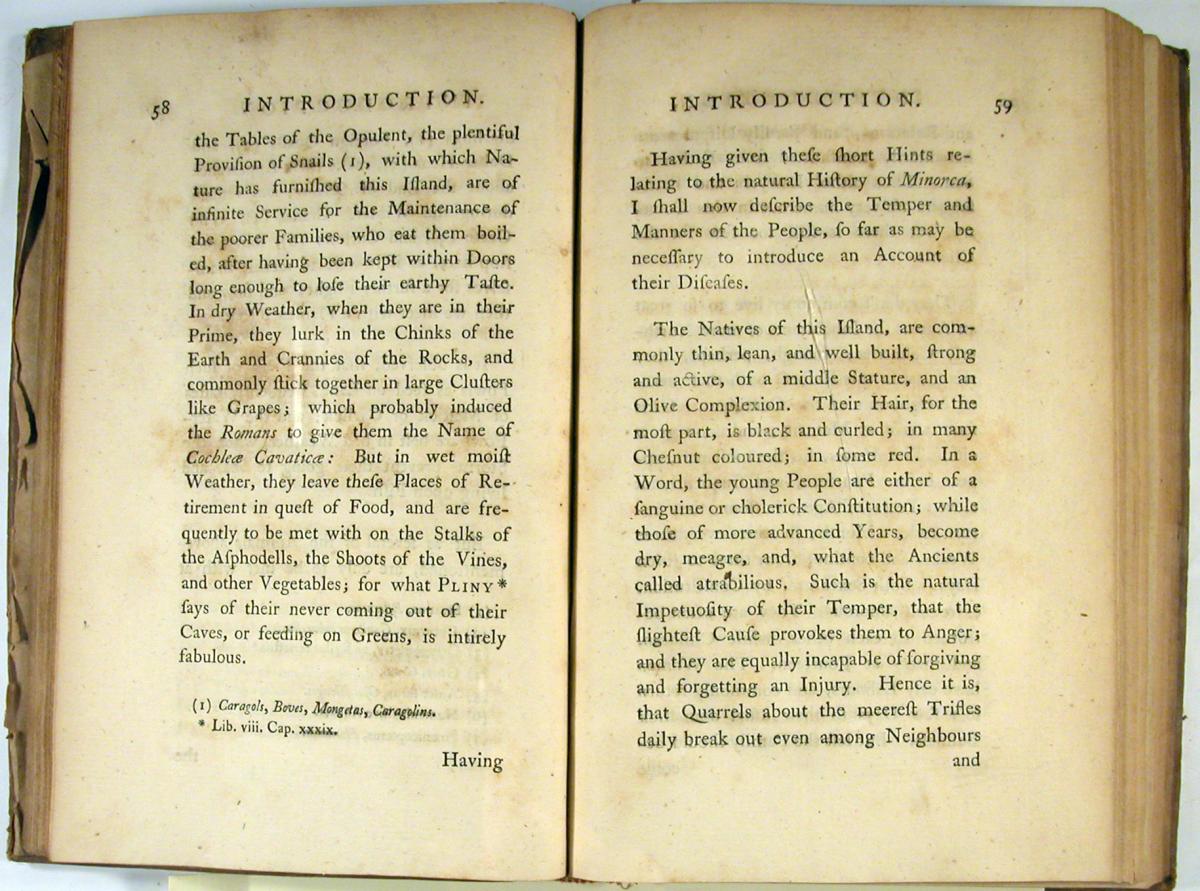 58 INTRODUCTION.
the Tables of the Opulent, the plentiful
Proviſion of Snails (1), with which Na-
ture has furniſhed this Iſland, are of
infinite Service for the Maintenance of
the poorer Families, who eat them boil-
ed, after having been kept within Doors
long enough to loſe their earthy Taſte.
In dry Weather, when they are in their
Prime, they lurk in the Chinks of the
Earth and Crannies of the Rocks, and
commonly ſtick together in large Cluſters
like Grapes; which probably induced
the Romans to give them the Name of
Cochleæ Cavaticæ: But in wet moiſt
Weather, they leave theſe Places of Re-
tirement in queſt of Food, and are fre-
quently to be met with on the Stalks of
the Aſphodells, the Shoots of the Vines,
and other Vegetables; for what PLINY*
ſays of their never coming out of their
Caves, or feeding on Greens, is intirely
fabulous.
(1) Caragols, Boves, Mongetas, Caragolins.
* Lib. viii. Cap. xxxix.
Having
INTRODUCTION. 59
Having given theſe ſhort Hints re-
lating to the natural Hiſtory of Minorca,
I ſhall now deſcribe the Temper and
Manners of the People, ſo far as may be
neceſſary to introduce an Account of
their Diſeaſes.
The Natives of this Iſland, are com-
monly thin, lean, and well built, ſtrong
and active, of a middle Stature, and an
Olive Complexion. Their Hair, for the
moſt part, is black and curled; in many
Cheſnut coloured; in ſome red. In a
Word, the young People are either of a
ſanguine or cholerick Conſtitution; while
thoſe of more advanced Years, become
dry, meagre, and, what the Ancients
called atrabilious. Such is the natural
Impetuoſity of their Temper, that the
ſlighteſt Cauſe provokes them to Anger;
and they are equally incapable of forgiving
and forgetting an Injury. Hence it is,
that Quarrels about the meereſt Trifles
daily break out even among Neighbours
and